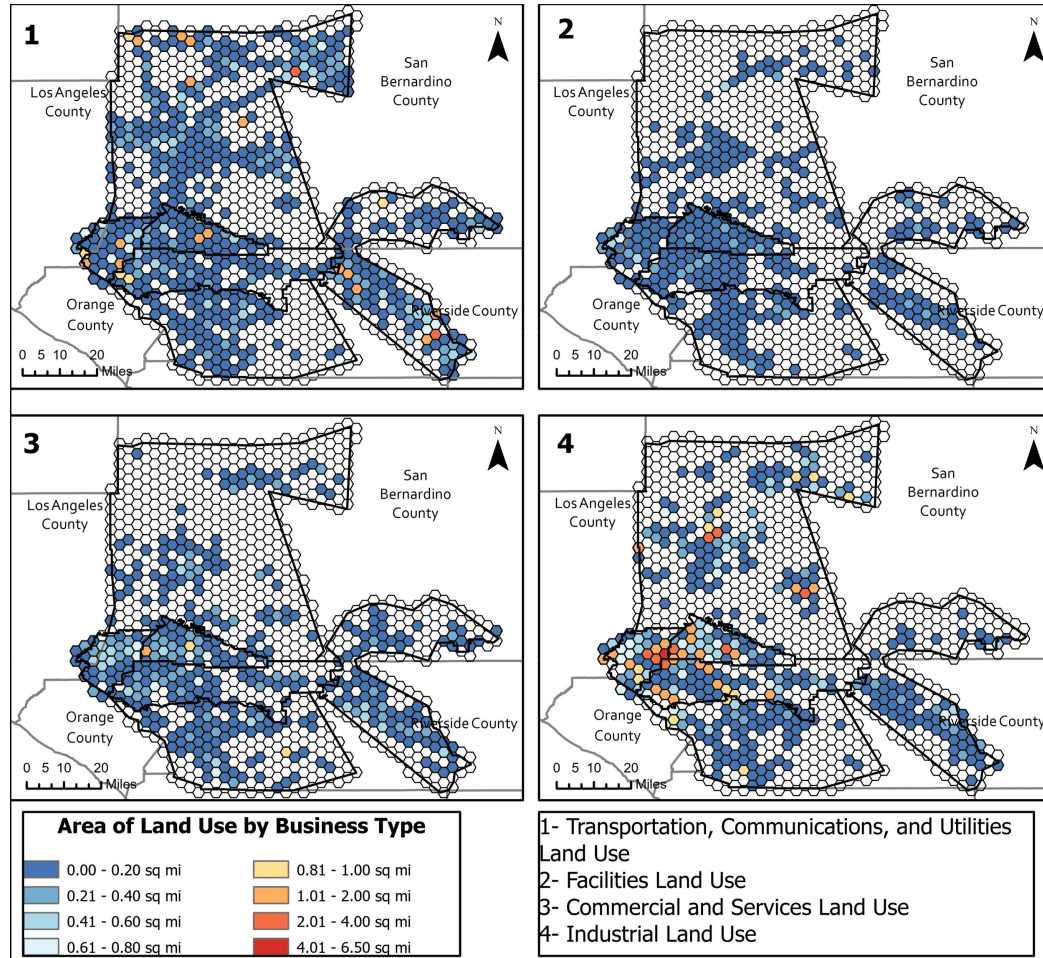 1
N
Los Angeles
County
San
Bernardino
County
Orange
County
Riverside County
0 5 10 20
Miles
2
N
Los Angeles
County
San
Bernardino
County
Orange
County
Riverside County
0 5 10 20
Miles
3
N
Los Angeles
County
San
Bernardino
County
Orange
County
Riverside County
0 5 10 20
Miles
4
N
Los Angeles
County
San
Bernardino
County
Orange
County
Riverside County
0 5 10 20
Miles
Area of Land Use by Business Type
0.00 - 0.20 sq mi
0.21 - 0.40 sq mi
0.41 - 0.60 sq mi
0.61 - 0.80 sq mi
0.81 - 1.00 sq mi
1.01 - 2.00 sq mi
2.01 - 4.00 sq mi
4.01 - 6.50 sq mi
1- Transportation, Communications, and Utilities
Land Use
2- Facilities Land Use
3- Commercial and Services Land Use
4- Industrial Land Use